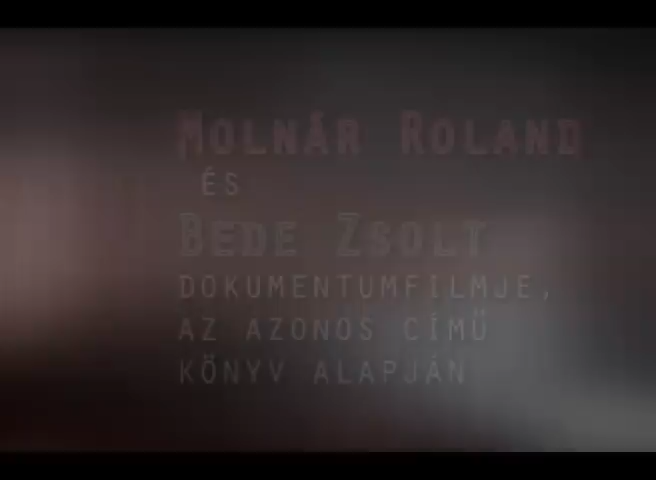 MOLNÁR ROLAND
ÉS
BEDE ZSOLT
DOKUMENTUMFILMJE,
AZ AZONOS CÍMŰ
KÖNYV ALAPJÁN